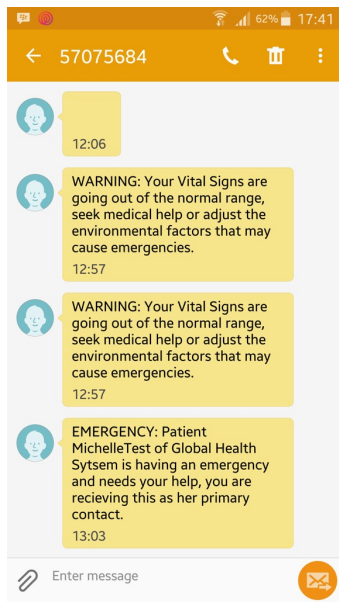 62% 17:41
57075684
12:06
WARNING: Your Vital Signs are
going out of the normal range,
seek medical help or adjust the
environmental factors that may
cause emergencies.
12:57
WARNING: Your Vital Signs are
going out of the normal range,
seek medical help or adjust the
environmental factors that may
cause emergencies.
12:57
EMERGENCY: Patient
MichelleTest of Global Health
Sytsem is having an emergency
and needs your help, you are
recieving this as her primary
contact.
13:03
Enter message